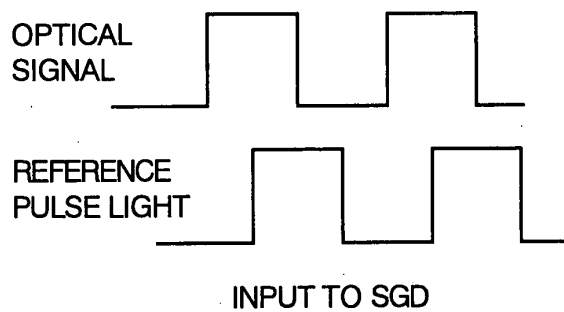 OPTICAL
SIGNAL
REFERENCE
PULSE LIGHT
INPUT TO SGD